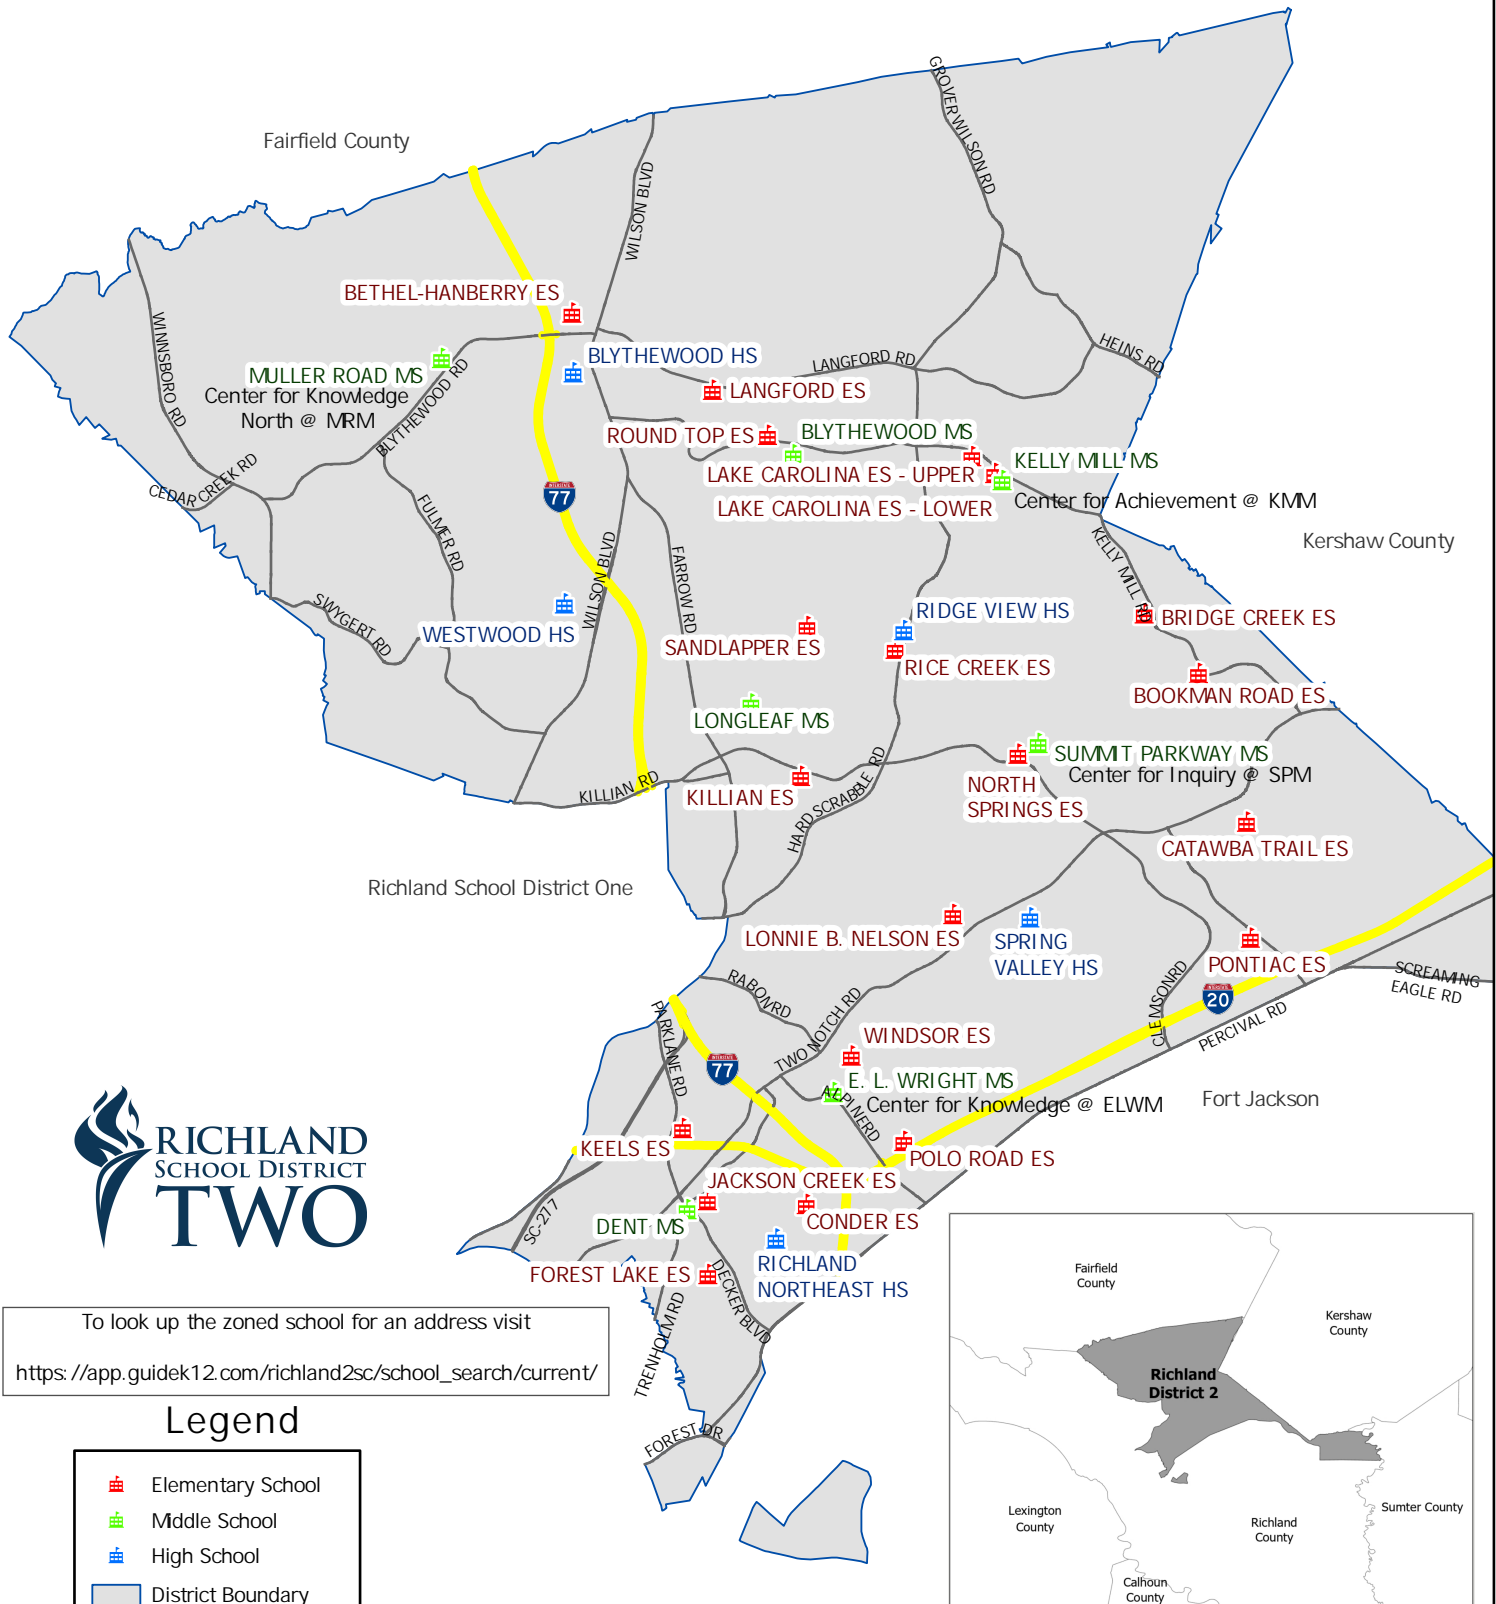 Fairfield County
GROVER WILSON RD
WILSON BLVD
BETHEL-HANBERRY ES
WINNSBORO RD
MULLER ROAD MS
Center for Knowledge
North @ MRM
BLYTHEWOOD RD
BLYTHEWOOD HS
LANGFORD RD
HEINS RD
LANGFORD ES
ROUND TOP ES
BLYTHEWOOD MS
LAKE CAROLINA ES - UPPER
KELLY MILL MS
LAKE CAROLINA ES - LOWER
Center for Achievement @ KMM
CEDAR CREEK RD
77
FULMER RD
KELLY MILL RD
Kershaw County
SWYGERT RD
WILSON BLVD
FARROW RD
WESTWOOD HS
RIDGE VIEW HS
SANDLAPPER ES
RICE CREEK ES
BRIDGE CREEK ES
BOOKMAN ROAD ES
LONGLEAF MS
SUMMIT PARKWAY MS
Center for Inquiry @ SPM
KILLIAN RD
KILLIAN ES
HARD SCRABBLE RD
NORTH
SPRINGS ES
CATAWBA TRAIL ES
Richland School District One
LONNIE B. NELSON ES
SPRING
VALLEY HS
PONTIAC ES
SCREAMING
EAGLE RD
RABON RD
CLEMSON RD
20
PERCIVAL RD
PARKLANE RD
TWO NOTCH RD
WINDSOR ES
77
E. L. WRIGHT MS
ALPINE RD
Center for Knowledge @ ELWM
Fort Jackson
RICHLAND
SCHOOL DISTRICT
TWO
KEELS ES
POLO ROAD ES
JACKSON CREEK ES
SC-277
DENT MS
CONDER ES
RICHLAND
NORTHEAST HS
FOREST LAKE ES
DECKER BLVD
TRENHOLM RD
FOREST DR
To look up the zoned school for an address visit
https://app.guidek12.com/richland2sc/school_search/current/
Legend
Elementary School
Middle School
High School
District Boundary
Fairfield
County
Kershaw
County
Richland
District 2
Lexington
County
Richland
County
Sumter County
Calhoun
County